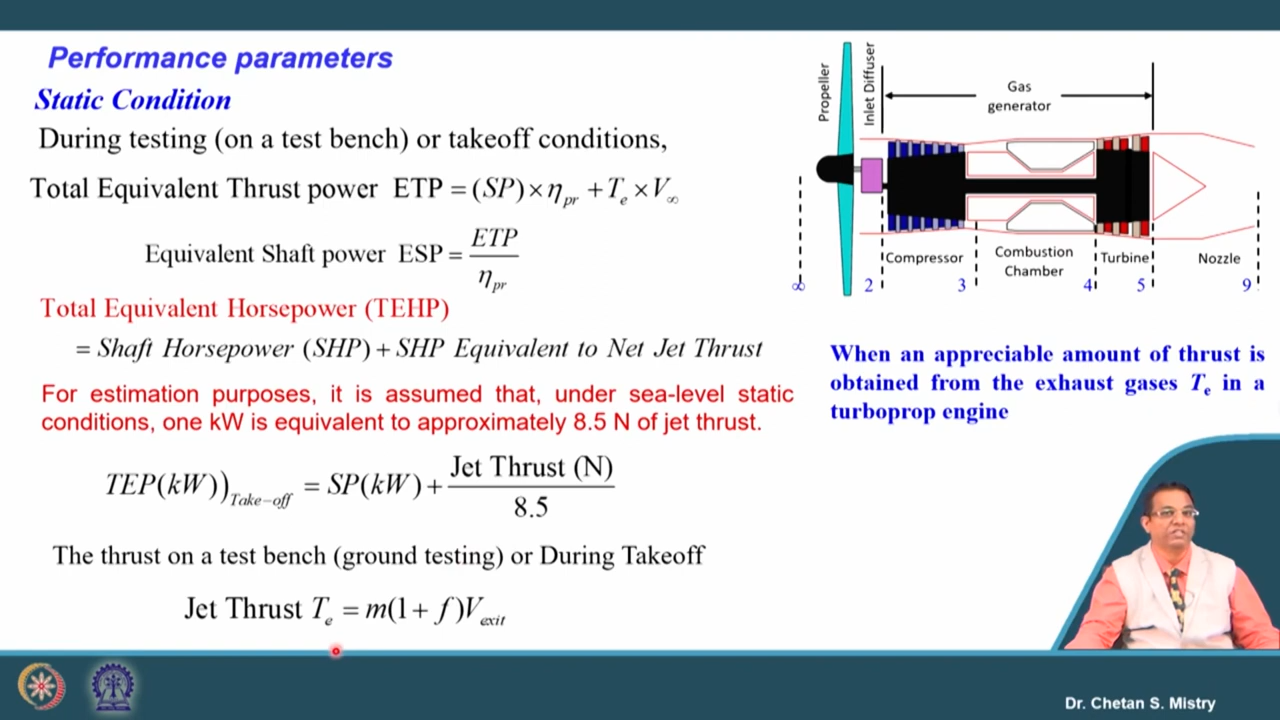 Performance parameters
Static Condition
During testing (on a test bench) or takeoff conditions,
Total Equivalent Thrust power ETP = (SP) × η_pr + T_e × V_∞
Equivalent Shaft power ESP = ETP / η_pr
Total Equivalent Horsepower (TEHP)
= Shaft Horsepower (SHP) + SHP Equivalent to Net Jet Thrust
For estimation purposes, it is assumed that, under sea-level static
conditions, one kW is equivalent to approximately 8.5 N of jet thrust.
TEP(kW))_Take-off = SP(kW) + Jet Thrust (N) / 8.5
The thrust on a test bench (ground testing) or During Takeoff
Jet Thrust T_e = m(1 + f)V_exit
Propeller
Inlet Diffuser
Gas
generator
Compressor
Combustion
Chamber
Turbine
Nozzle
∞ 2 3 4 5 9
When an appreciable amount of thrust is
obtained from the exhaust gases T_e in a
turboprop engine
Dr. Chetan S. Mistry